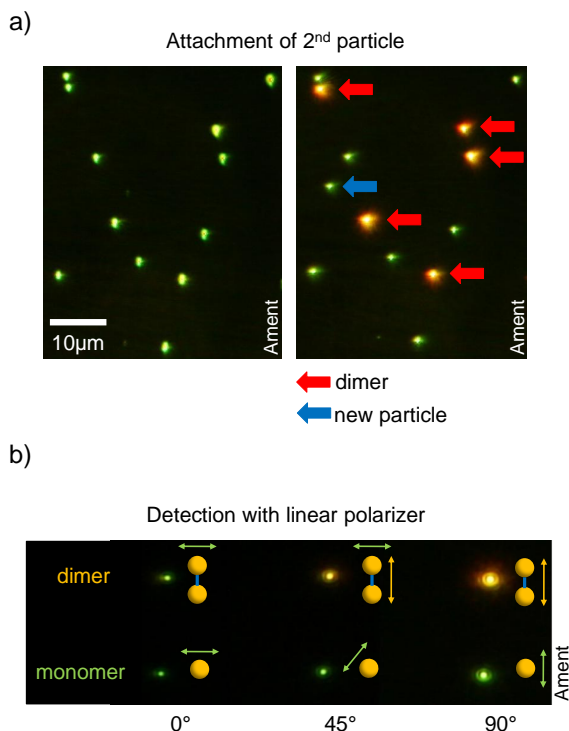 a)
Attachment of 2nd particle
10µm
Ament
Ament
dimer
new particle
b)
Detection with linear polarizer
dimer
monomer
Ament
0°
45°
90°